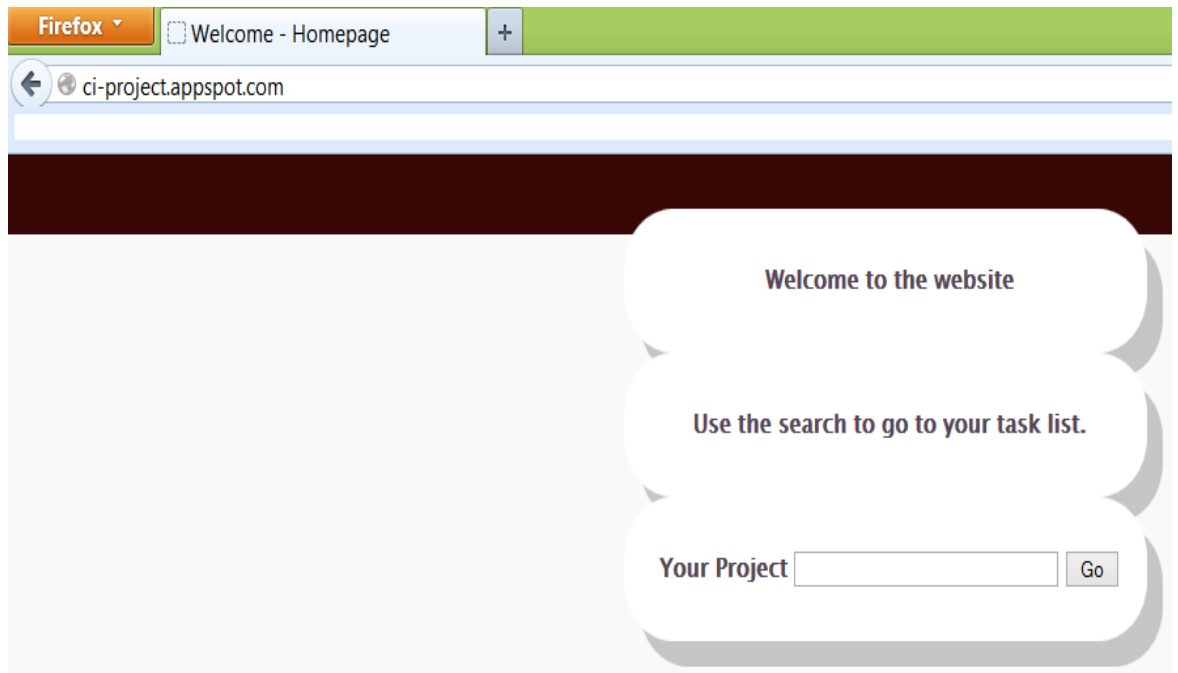 Firefox
Welcome - Homepage
+
ci-project.appspot.com
Welcome to the website
Use the search to go to your task list.
Your Project
Go